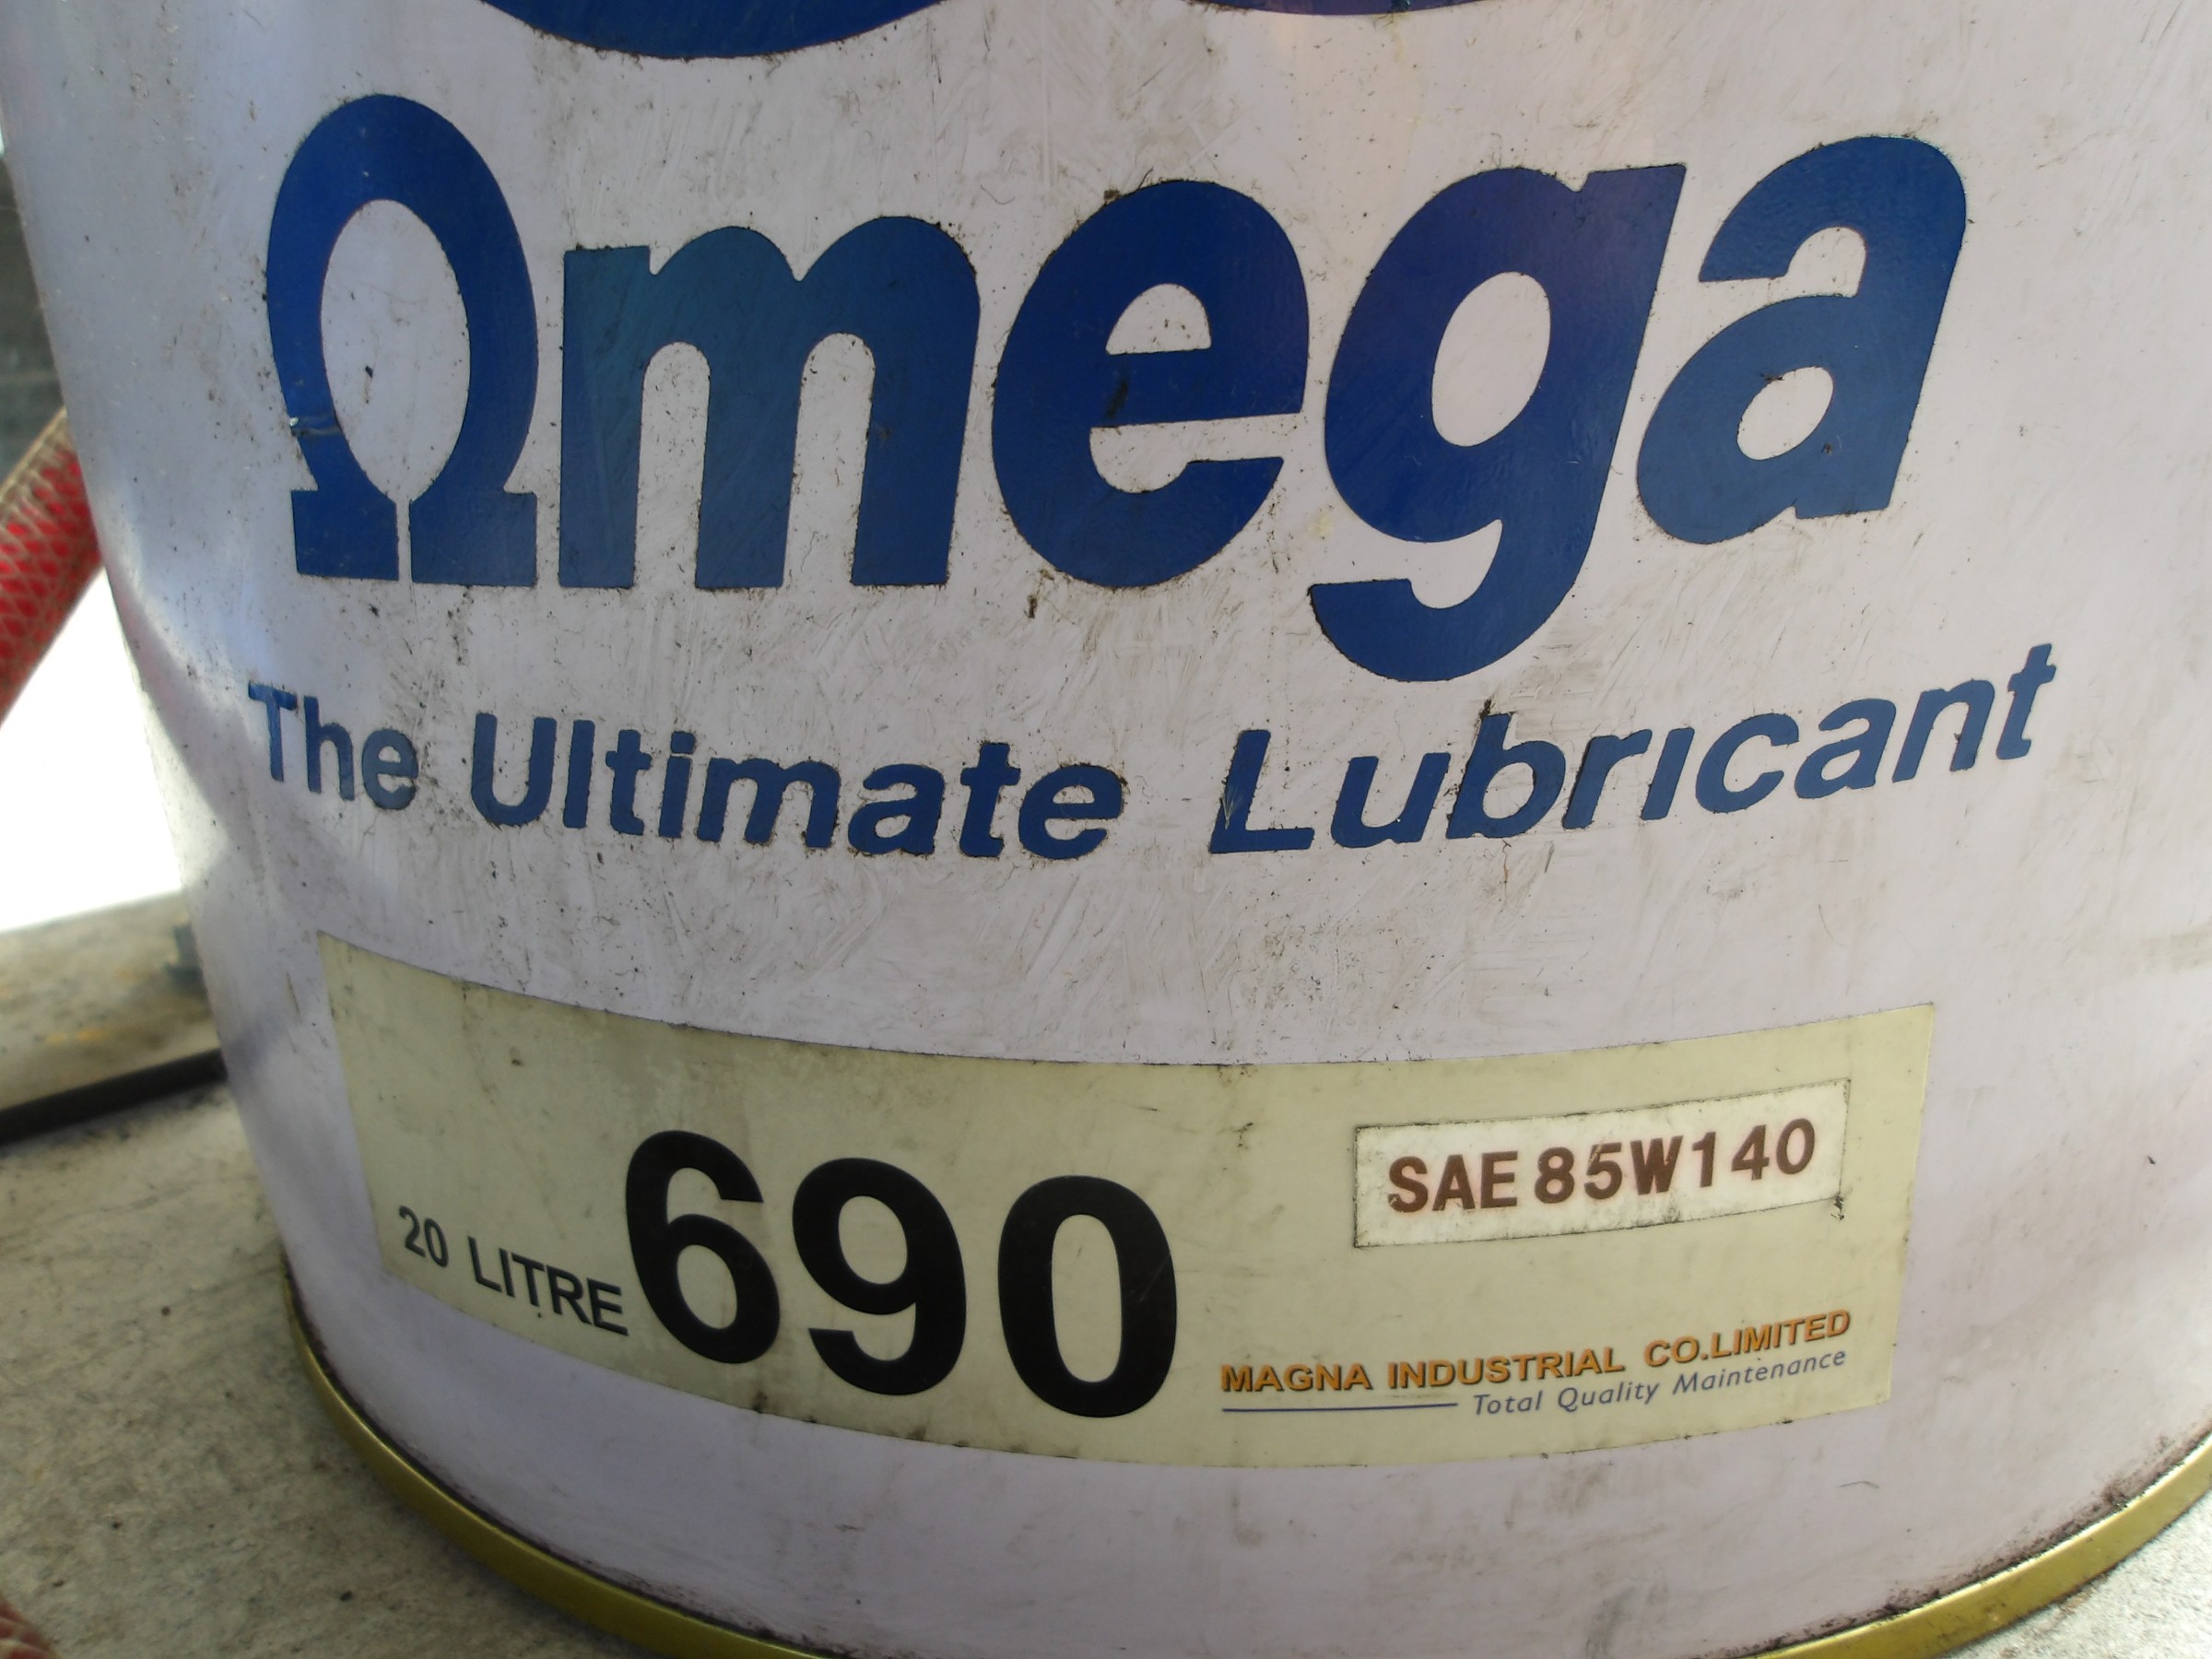 Ωmega
The Ultimate Lubricant
20 LITRE 690
SAE 85W140
MAGNA INDUSTRIAL CO.LIMITED
Total Quality Maintenance